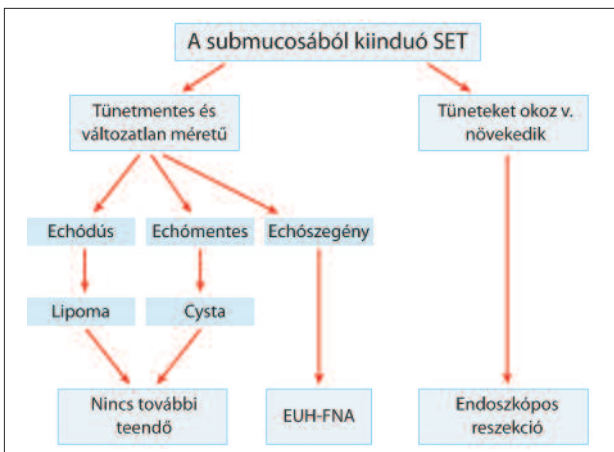 A submucosából kiinduó SET
Tünetmentes és
változatlan méretű
Tüneteket okoz v.
növekedik
Echódús
Echómentes
Echószegény
Lipoma
Cysta
Nincs további
teendő
EUH-FNA
Endoszkópos
reszekció